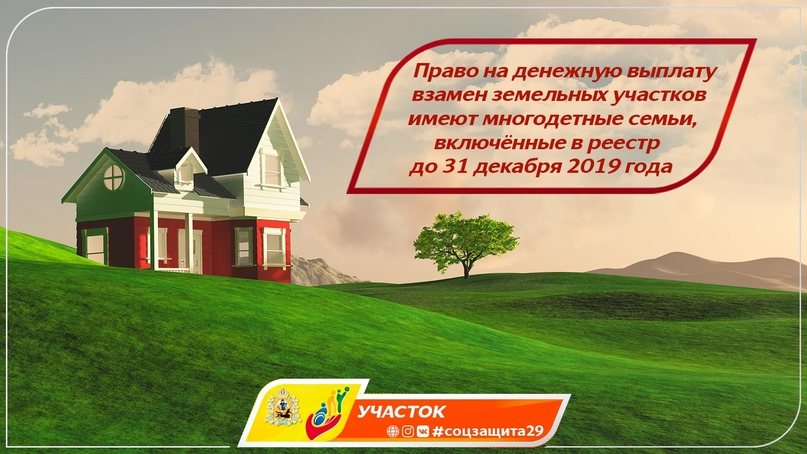 Право на денежную выплату
взамен земельных участков
имеют многодетные семьи,
включённые в реестр
до 31 декабря 2019 года
УЧАСТОК
#соцзащита29